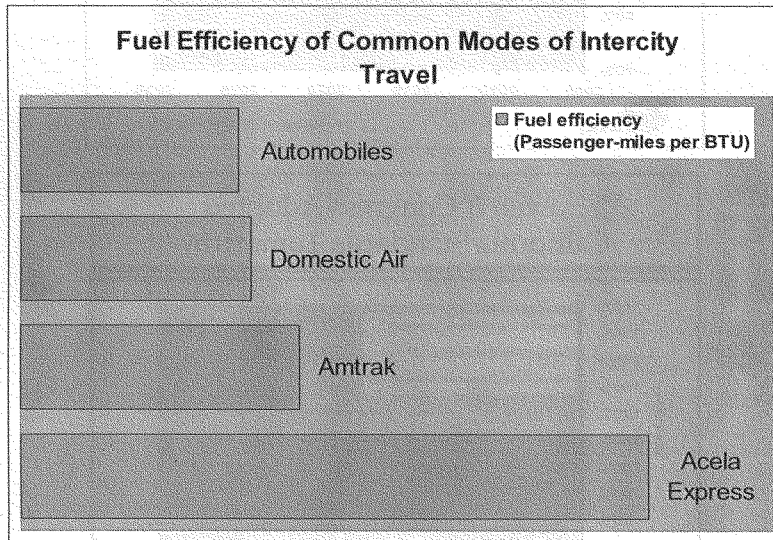 Fuel Efficiency of Common Modes of Intercity
Travel
Fuel efficiency
(Passenger-miles per BTU)
Automobiles
Domestic Air
Amtrak
Acela
Express